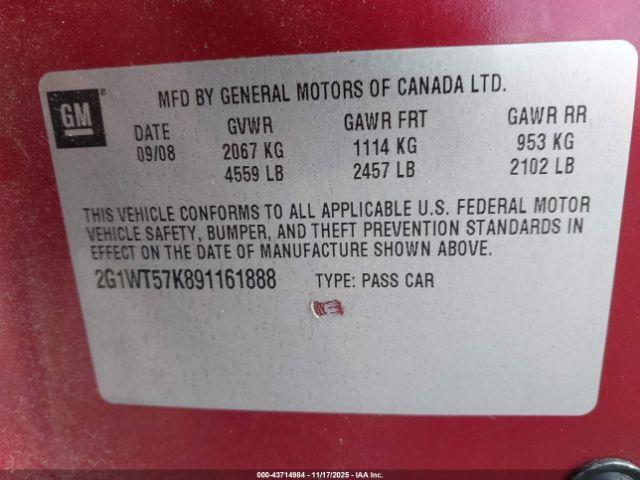 GM
MFD BY GENERAL MOTORS OF CANADA LTD.
DATE GVWR GAWR FRT GAWR RR
09/08 2067 KG 1114 KG 953 KG
4559 LB 2457 LB 2102 LB
THIS VEHICLE CONFORMS TO ALL APPLICABLE U.S. FEDERAL MOTOR
VEHICLE SAFETY, BUMPER, AND THEFT PREVENTION STANDARDS IN
EFFECT ON THE DATE OF MANUFACTURE SHOWN ABOVE.
2G1WT57K891161888 TYPE: PASS CAR
000-43714984 - 11/17/2025 - IAA Inc.